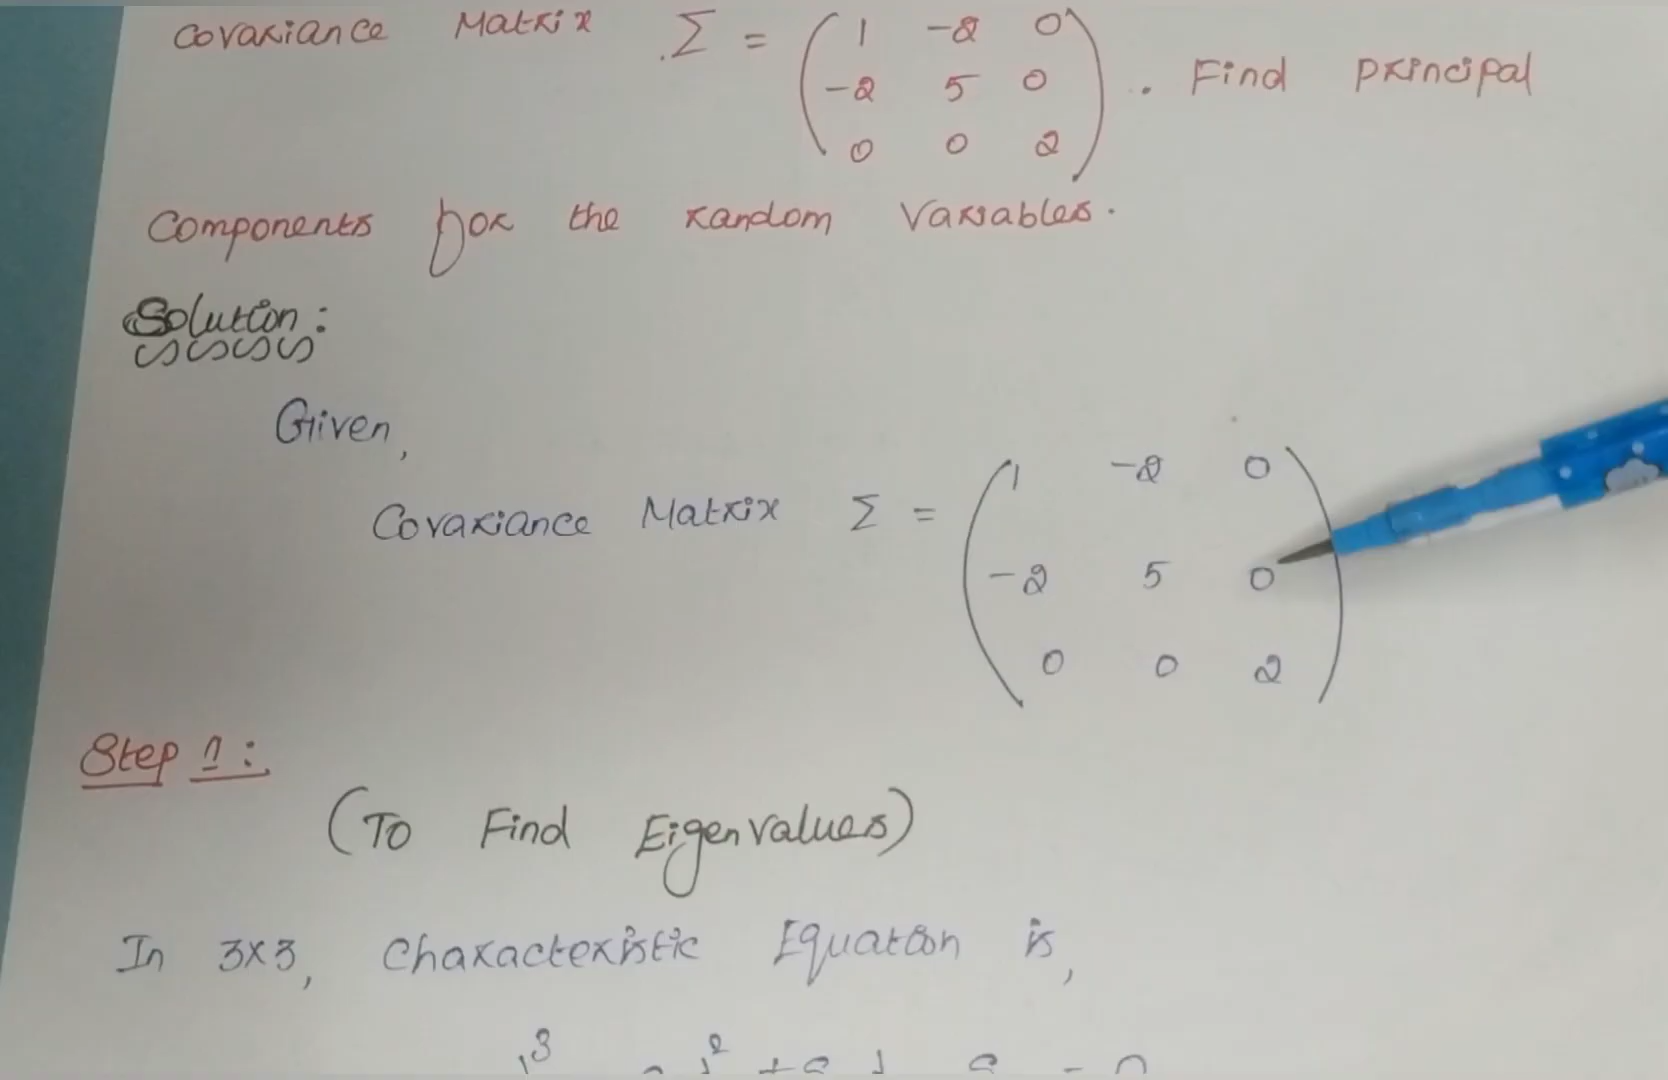 Covariance Matrix Σ = ( 1 -2 0
-2 5 0
0 0 2 ) . Find principal
Components for the random Variables.
Solution:
Given,
Covariance Matrix Σ = ( 1 -2 0
-2 5 0
0 0 2 )
Step 1:
(To Find Eigenvalues)
In 3x3, Characteristic Equation is,